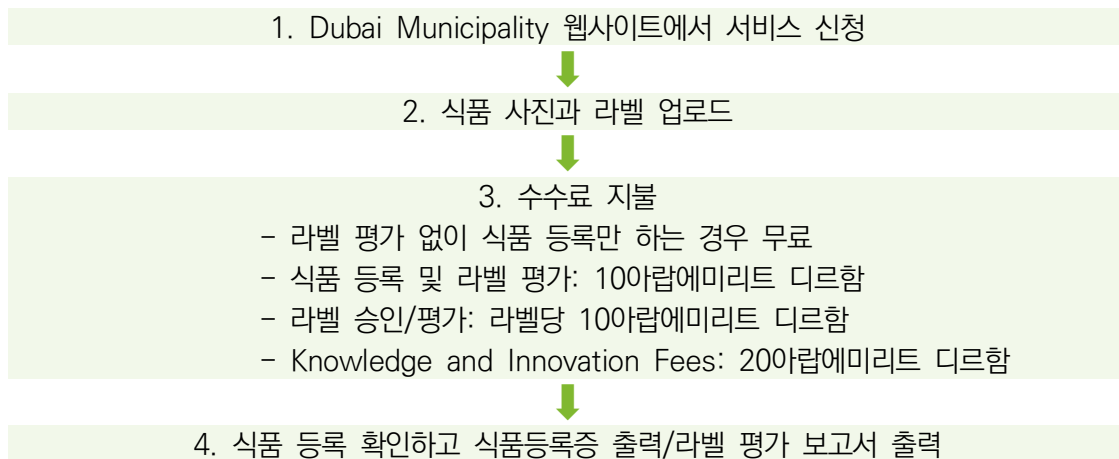 1. Dubai Municipality 웹사이트에서 서비스 신청
2. 식품 사진과 라벨 업로드
3. 수수료 지불
- 라벨 평가 없이 식품 등록만 하는 경우 무료
- 식품 등록 및 라벨 평가: 10아랍에미리트 디르함
- 라벨 승인/평가: 라벨당 10아랍에미리트 디르함
- Knowledge and Innovation Fees: 20아랍에미리트 디르함
4. 식품 등록 확인하고 식품등록증 출력/라벨 평가 보고서 출력